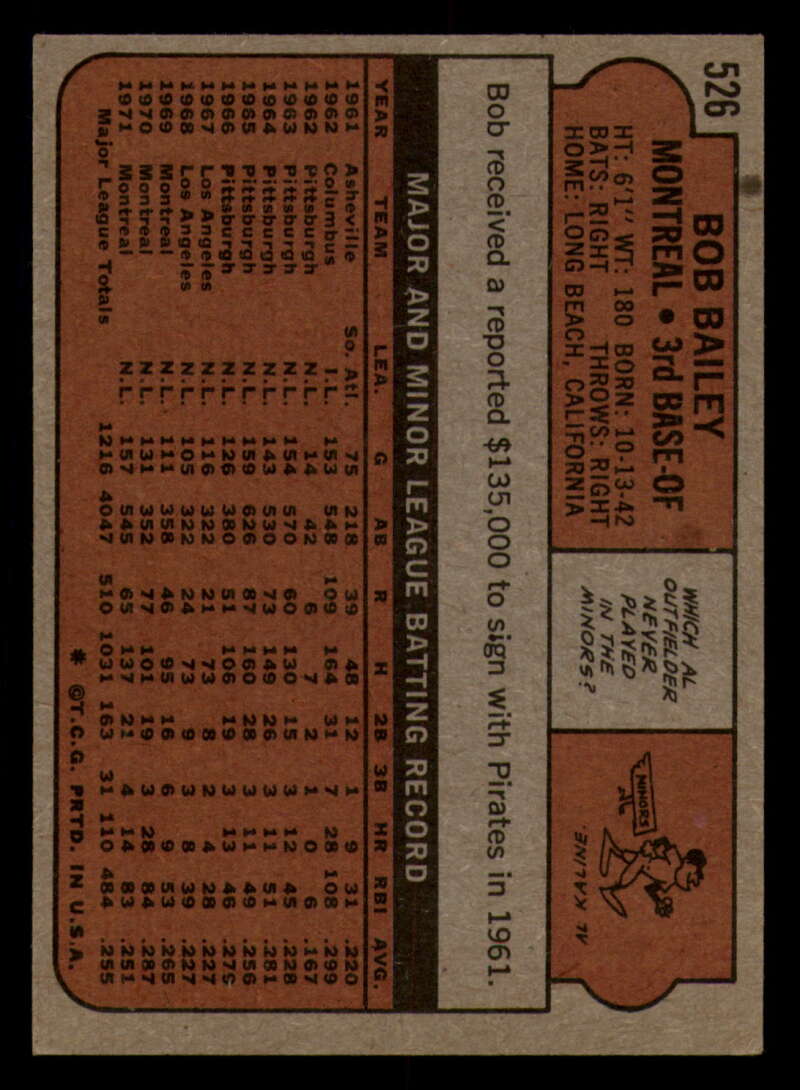 526
BOB BAILEY
MONTREAL • 3rd BASE-OF
HT: 6'1" WT: 180 BORN: 10-13-42
BATS: RIGHT THROWS: RIGHT
HOME: LONG BEACH, CALIFORNIA
WHICH AL
OUTFIELDER
NEVER
PLAYED
IN THE
MINORS?
MINORS
AL KALINE
Bob received a reported $135,000 to sign with Pirates in 1961.
MAJOR AND MINOR LEAGUE BATTING RECORD
YEAR TEAM LEA. G AB R H 2B 3B HR RBI AVG.
1961 Asheville So. Atl. 75 218 39 48 12 1 9 31 .220
1962 Columbus I.L. 153 548 109 164 31 7 28 108 .299
1962 Pittsburgh N.L. 14 42 6 7 2 1 0 6 .167
1963 Pittsburgh N.L. 154 570 60 130 15 3 12 45 .228
1964 Pittsburgh N.L. 143 530 73 149 26 3 11 51 .281
1965 Pittsburgh N.L. 159 626 87 160 28 3 11 49 .256
1966 Pittsburgh N.L. 126 380 51 106 19 3 13 46 .276
1967 Los Angeles N.L. 116 322 21 73 8 2 4 28 .227
1968 Los Angeles N.L. 105 322 24 73 9 3 8 39 .227
1969 Montreal N.L. 111 358 46 95 16 6 9 53 .265
1970 Montreal N.L. 131 352 77 101 19 3 28 84 .287
1971 Montreal N.L. 157 545 65 137 21 4 14 83 .251
Major League Totals 1216 4047 510 1031 163 31 110 484 .255
* ©T.C.G. PRTD. IN U.S.A.